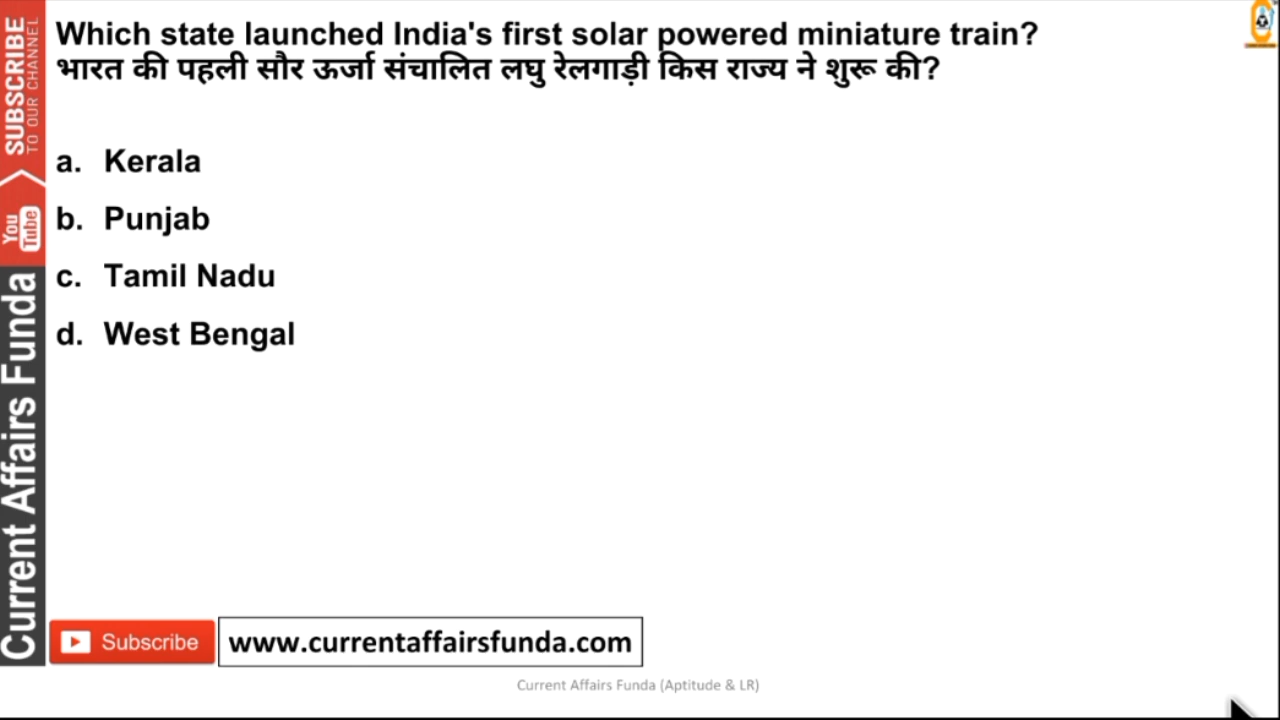 Which state launched India's first solar powered miniature train?
भारत की पहली सौर ऊर्जा संचालित लघु रेलगाड़ी किस राज्य ने शुरू की?
a. Kerala
b. Punjab
c. Tamil Nadu
d. West Bengal
SUBSCRIBE
TO OUR CHANNEL
You
Tube
Current Affairs Funda
Subscribe
www.currentaffairsfunda.com
Current Affairs Funda (Aptitude & LR)